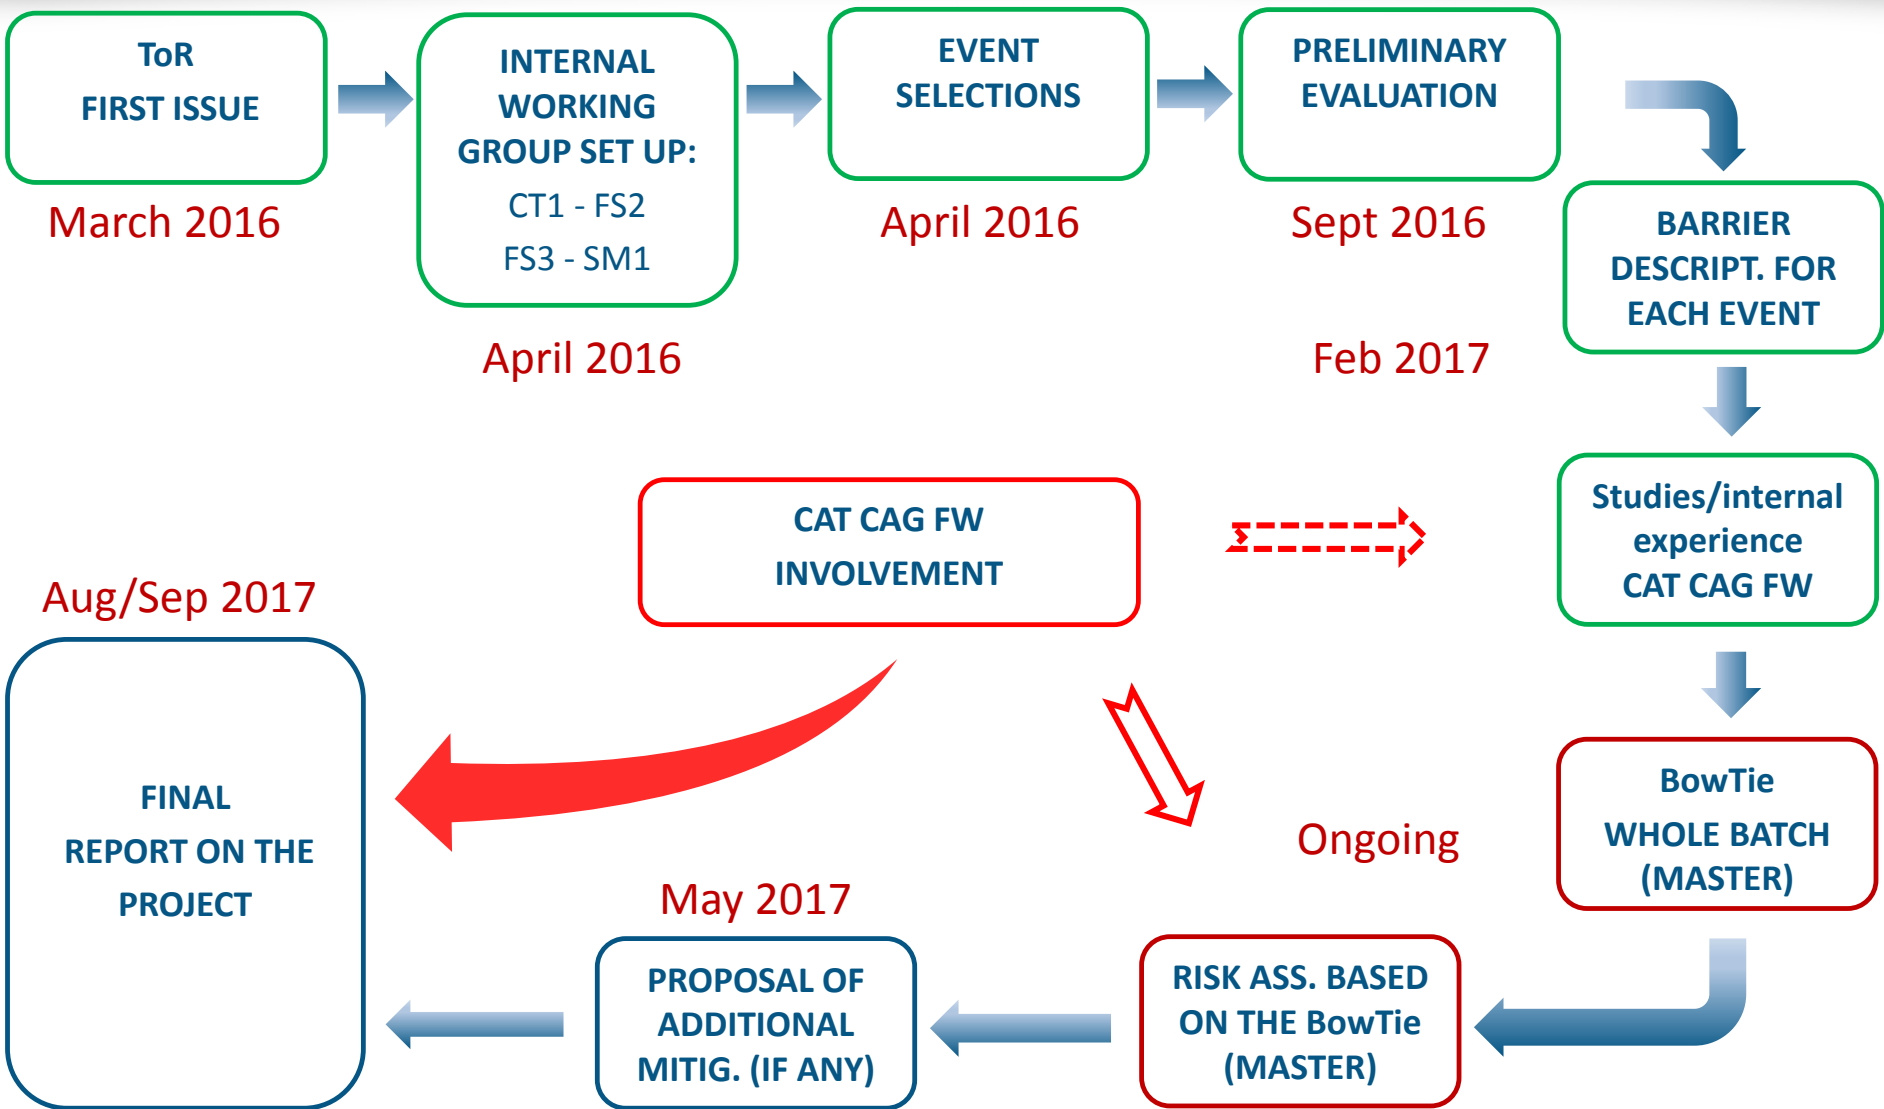 ToR
FIRST ISSUE
March 2016
INTERNAL
WORKING
GROUP SET UP:
CT1 - FS2
FS3 - SM1
April 2016
EVENT
SELECTIONS
April 2016
PRELIMINARY
EVALUATION
Sept 2016
BARRIER
DESCRIPT. FOR
EACH EVENT
Feb 2017
Studies/internal
experience
CAT CAG FW
CAT CAG FW
INVOLVEMENT
BowTie
WHOLE BATCH
(MASTER)
Ongoing
RISK ASS. BASED
ON THE BowTie
(MASTER)
May 2017
PROPOSAL OF
ADDITIONAL
MITIG. (IF ANY)
Aug/Sep 2017
FINAL
REPORT ON THE
PROJECT